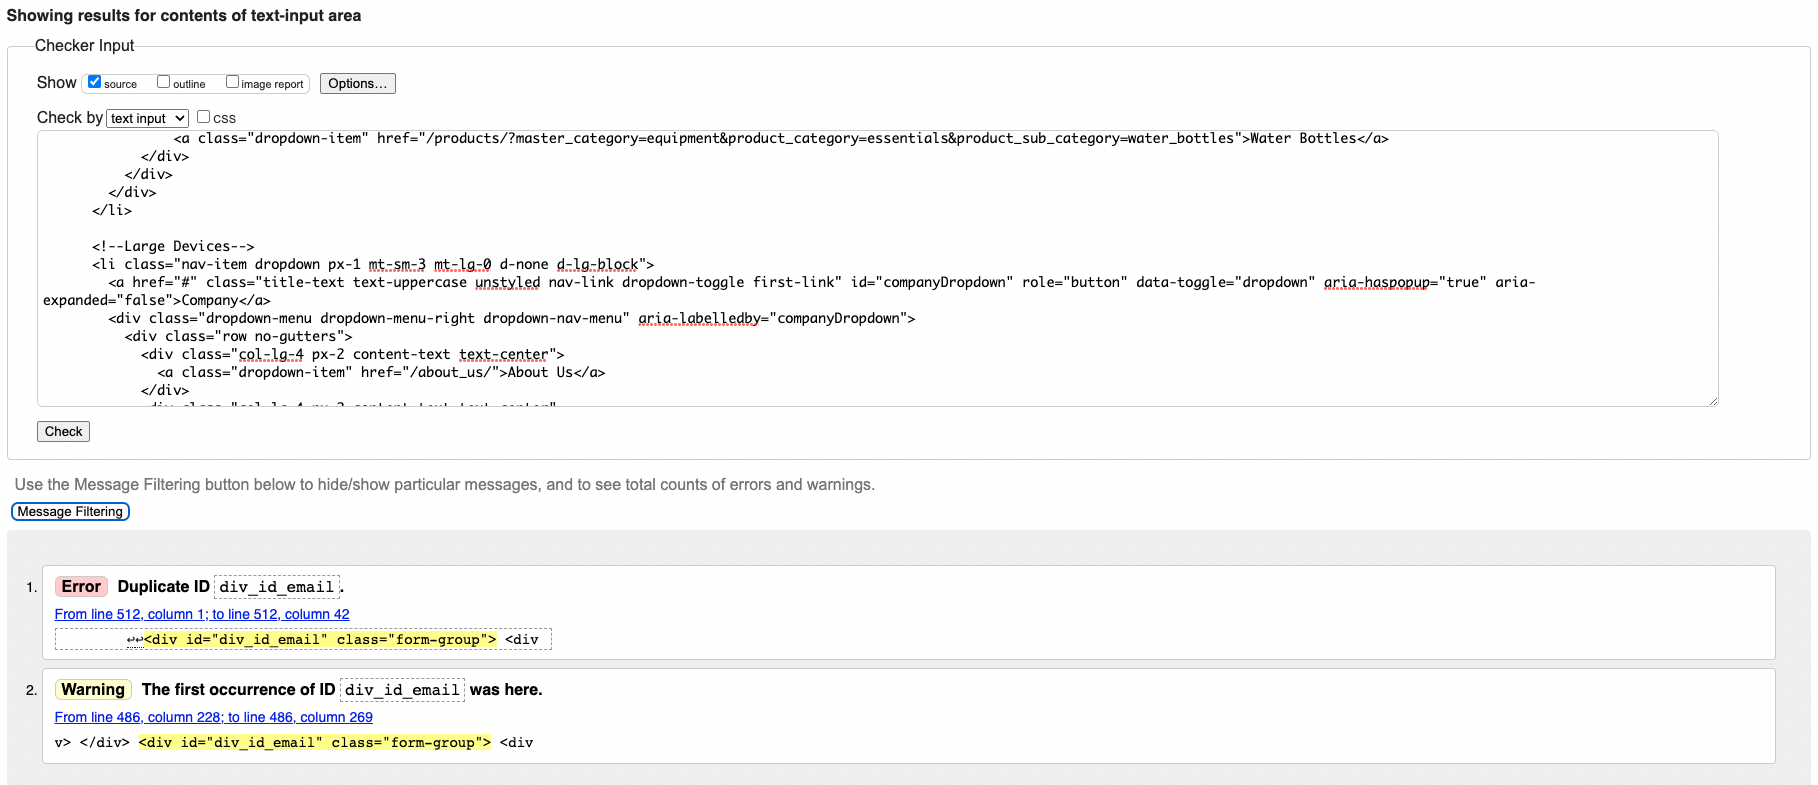 Showing results for contents of text-input area
Checker Input
Show source outline image report Options…
Check by text input CSS
<a class="dropdown-item" href="/products/?master_category=equipment&product_category=essentials&product_sub_category=water_bottles">Water Bottles</a>
</div>
</div>
</div>
</li>
<!--Large Devices-->
<li class="nav-item dropdown px-1 mt-sm-3 mt-lg-0 d-none d-lg-block">
<a href="#" class="title-text text-uppercase unstyled nav-link dropdown-toggle first-link" id="companyDropdown" role="button" data-toggle="dropdown" aria-haspopup="true" aria-
expanded="false">Company</a>
<div class="dropdown-menu dropdown-menu-right dropdown-nav-menu" aria-labelledby="companyDropdown">
<div class="row no-gutters">
<div class="col-lg-4 px-2 content-text text-center">
<a class="dropdown-item" href="/about_us/">About Us</a>
</div>
Check
Use the Message Filtering button below to hide/show particular messages, and to see total counts of errors and warnings.
Message Filtering
1. Error Duplicate ID div_id_email.
From line 512, column 1; to line 512, column 42
↩↩<div id="div_id_email" class="form-group"> <div
2. Warning The first occurrence of ID div_id_email was here.
From line 486, column 228; to line 486, column 269
v> </div> <div id="div_id_email" class="form-group"> <div